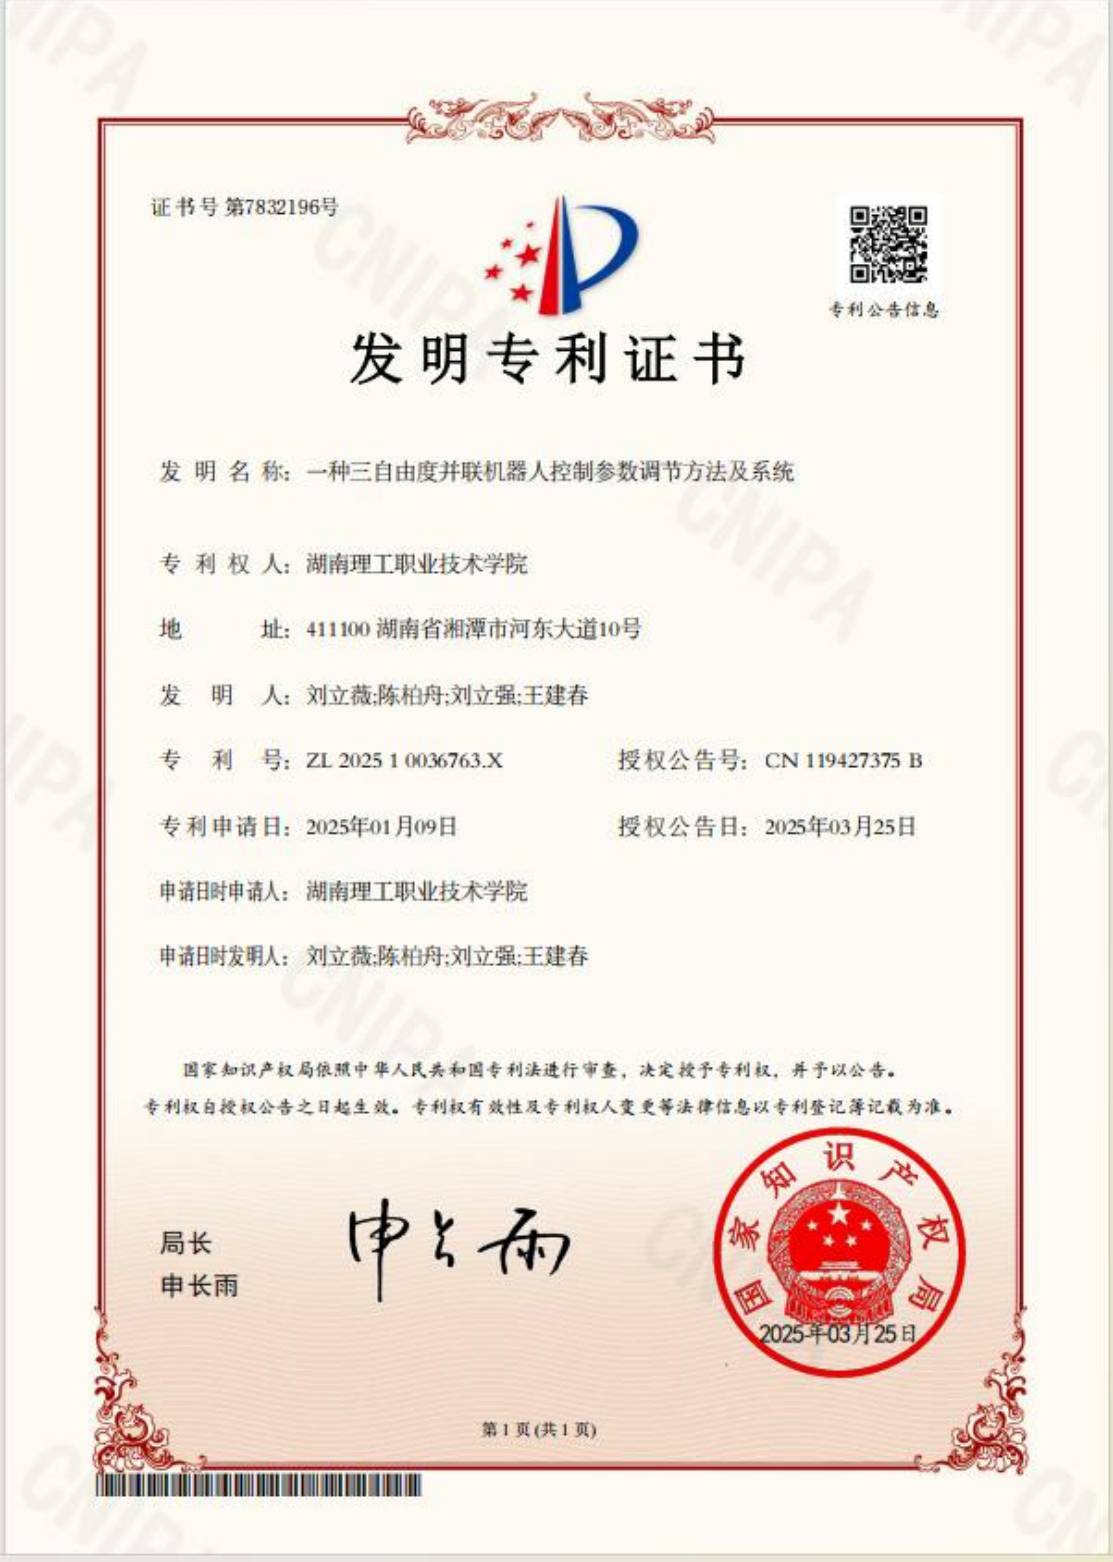 证书号 第7832196号
专利公告信息
发明专利证书
发明名称：一种三自由度并联机器人控制参数调节方法及系统
专利权人：湖南理工职业技术学院
地址：411100 湖南省湘潭市河东大道10号
发明人：刘立薇;陈柏舟;刘立强;王建春
专利号：ZL 2025 1 0036763.X 授权公告号：CN 119427375 B
专利申请日：2025年01月09日 授权公告日：2025年03月25日
申请日时申请人：湖南理工职业技术学院
申请日时发明人：刘立薇;陈柏舟;刘立强;王建春
国家知识产权局依照中华人民共和国专利法进行审查，决定授予专利权，并予以公告。
专利权自授权公告之日起生效。专利权有效性及专利权人变更等法律信息以专利登记簿记载为准。
局长
申长雨
申长雨
国家知识产权局
2025年03月25日
第 1 页 (共 1 页)
CNIPA
CNIPA
CNIPA
CNIPA
CNIPA